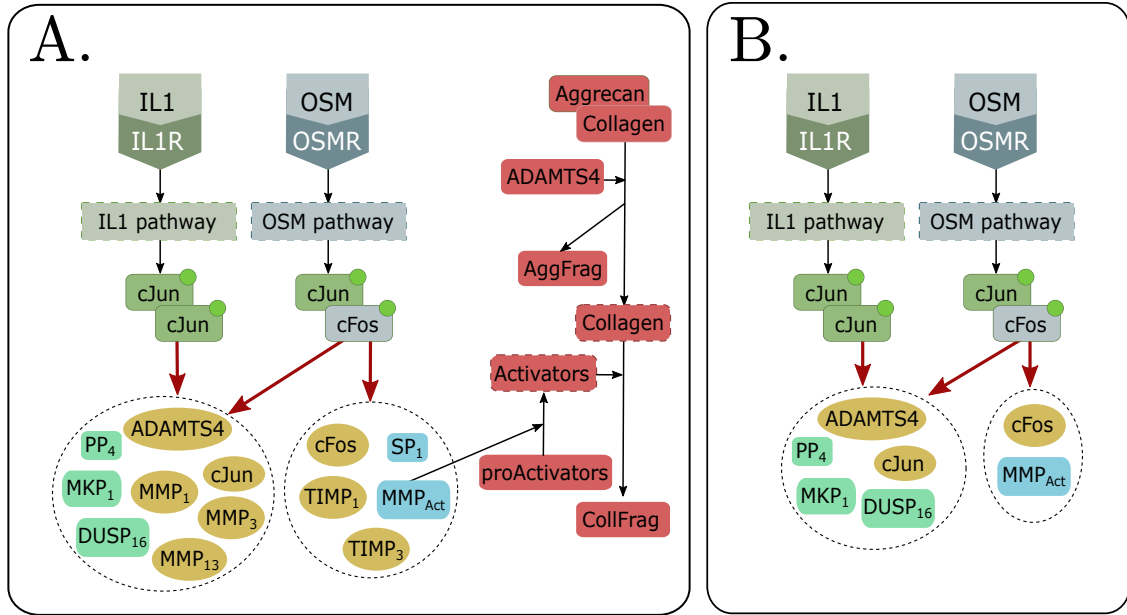 A.
IL1
IL1R
OSM
OSMR
IL1 pathway
OSM pathway
cJun
cJun
cJun
cFos
ADAMTS4
PP4
MKP1
MMP1
cJun
MMP3
DUSP16
MMP13
cFos
SP1
TIMP1
MMPAct
TIMP3
Aggrecan
Collagen
ADAMTS4
AggFrag
Collagen
Activators
proActivators
CollFrag
B.
IL1
IL1R
OSM
OSMR
IL1 pathway
OSM pathway
cJun
cJun
cJun
cFos
ADAMTS4
PP4
cJun
MKP1
DUSP16
cFos
MMPAct